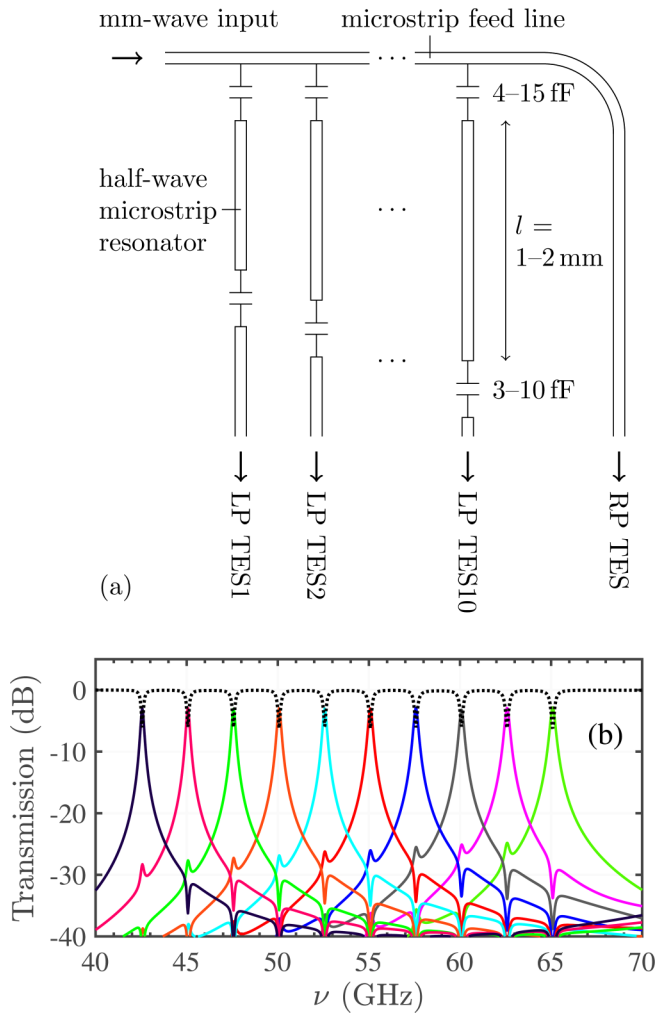 mm-wave input
microstrip feed line
· · ·
4–15 fF
half-wave
microstrip
resonator
· · ·
l =
1–2 mm
· · ·
3–10 fF
LP TES1
LP TES2
LP TES10
RP TES
(a)
0
-10
-20
-30
-40
Transmission (dB)
(b)
40 45 50 55 60 65 70
ν (GHz)